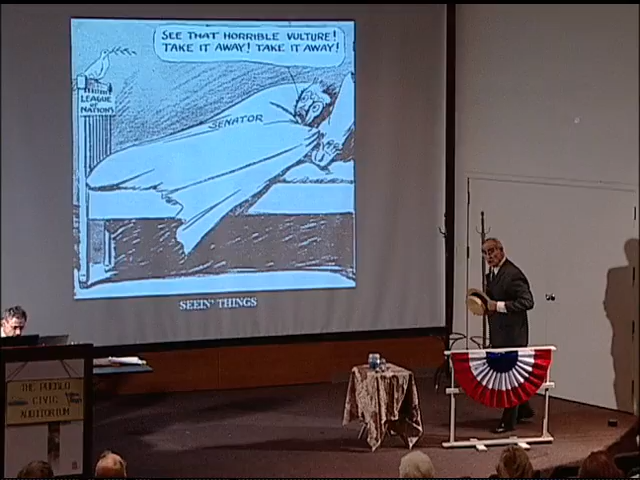 SEE THAT HORRIBLE VULTURE!
TAKE IT AWAY! TAKE IT AWAY!
LEAGUE
of
NATIONS
SENATOR
SEEIN' THINGS
THE PUEBLO
CIVIC
AUDITORIUM